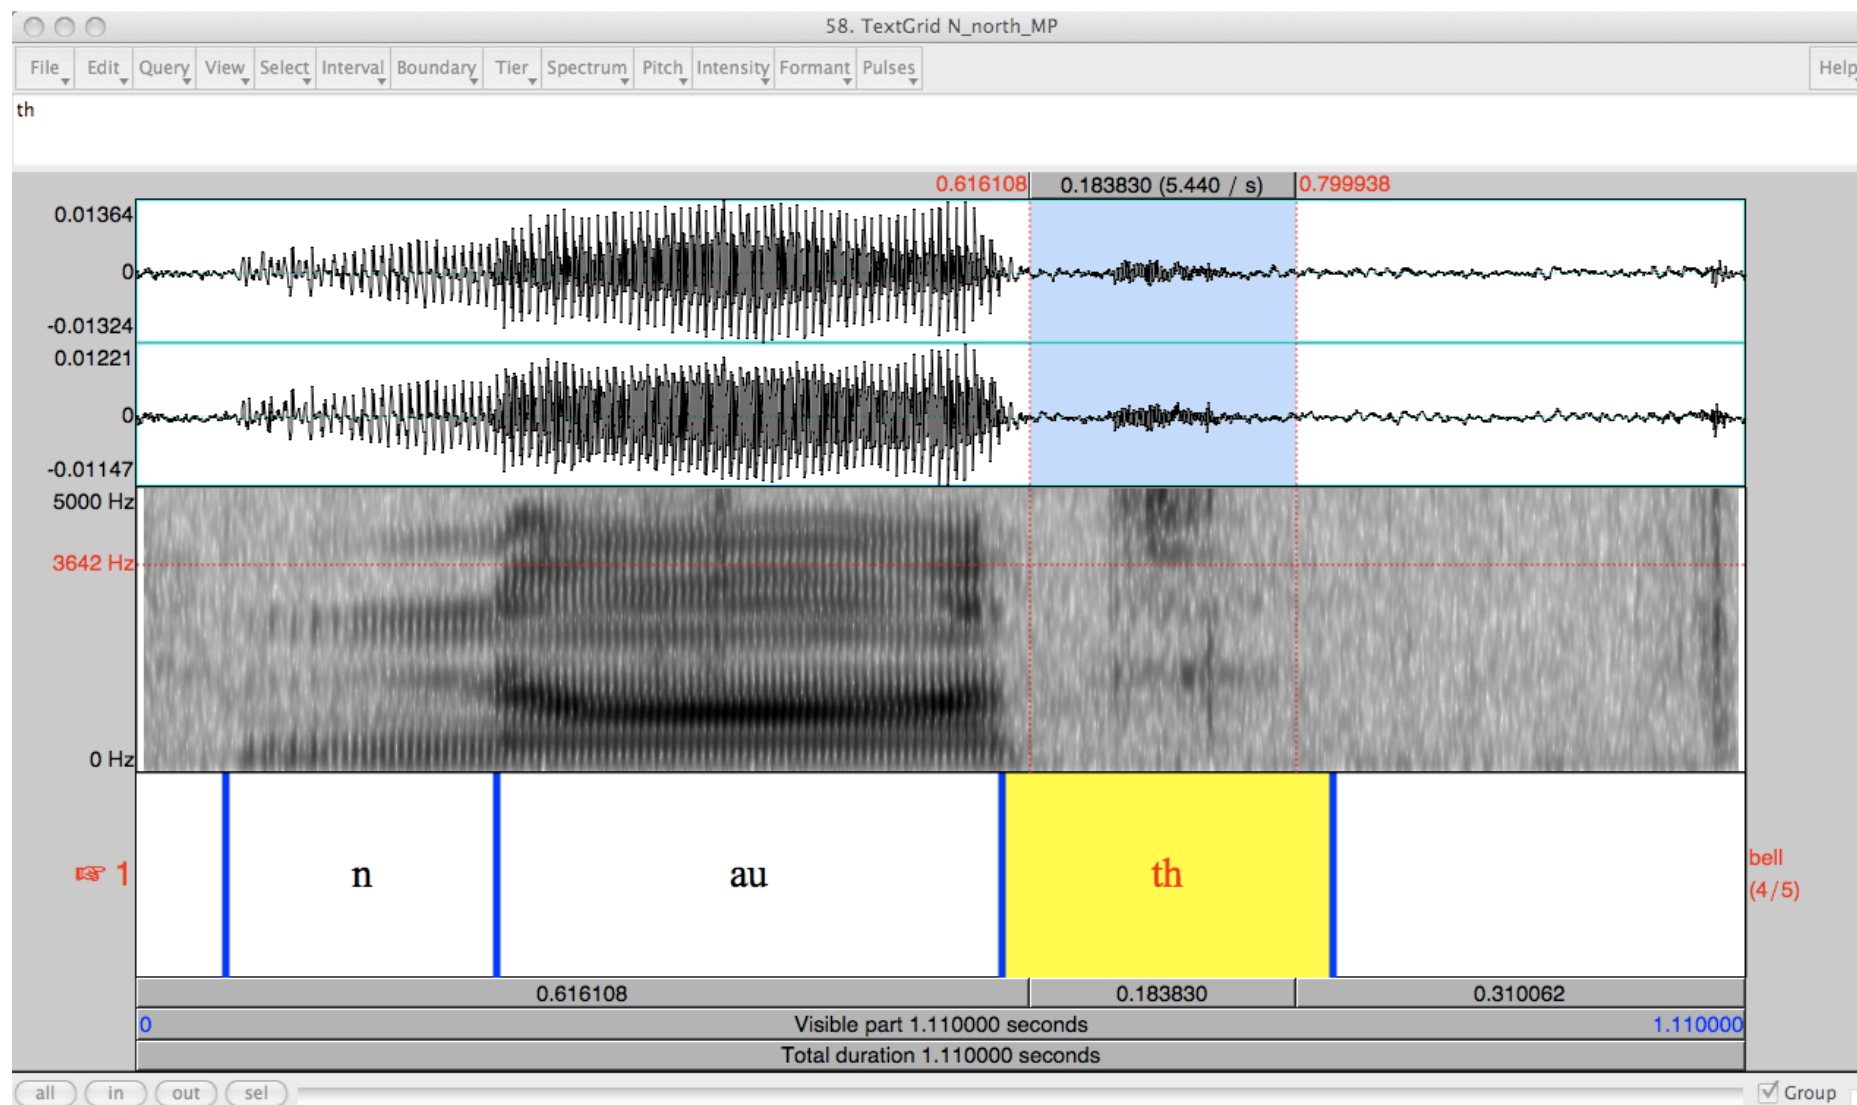 58. TextGrid N_north_MP
File Edit Query View Select Interval Boundary Tier Spectrum Pitch Intensity Formant Pulses Help
th
0.616108 0.183830 (5.440 / s) 0.799938
0.01364
0
-0.01324
0.01221
0
-0.01147
5000 Hz
3642 Hz
0 Hz
☞ 1 n au th bell
(4/5)
0.616108 0.183830 0.310062
0 Visible part 1.110000 seconds 1.110000
Total duration 1.110000 seconds
all in out sel Group